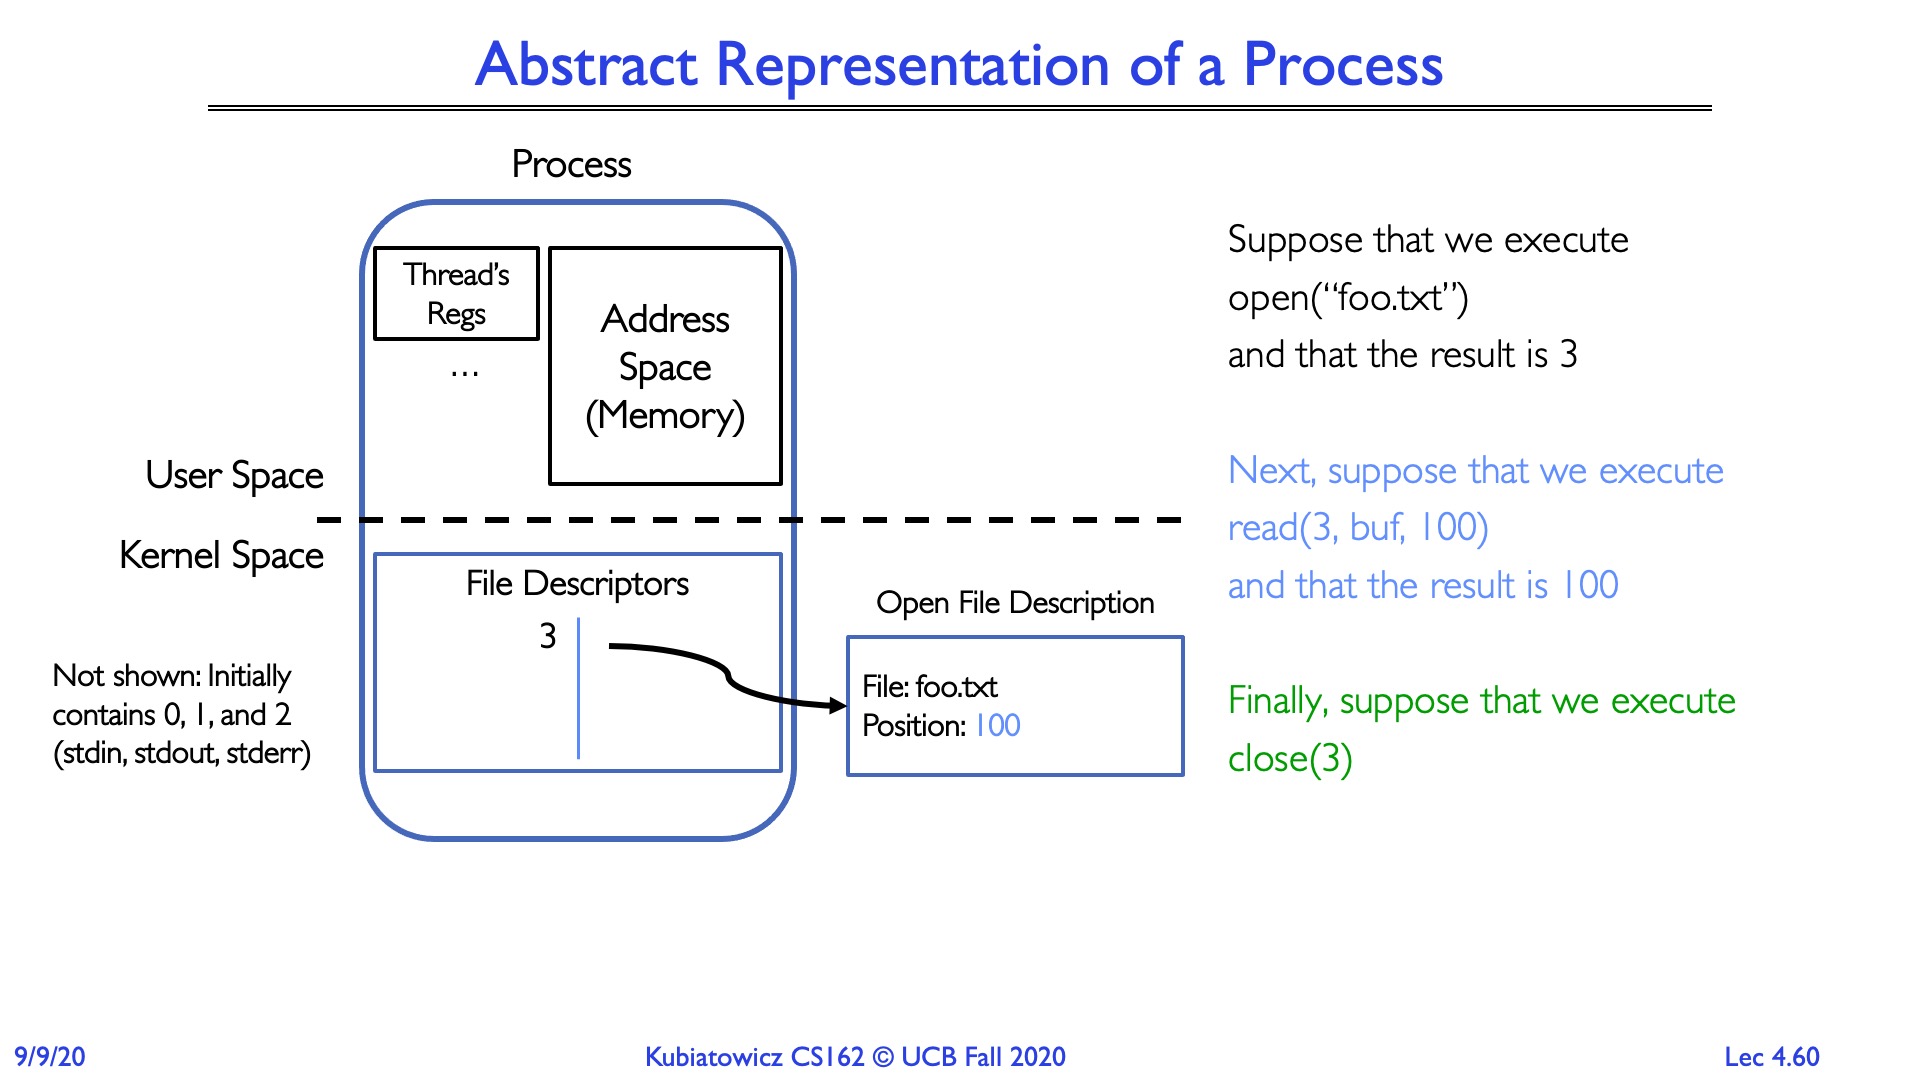 Abstract Representation of a Process
Process
Thread’s
Regs
...
Address
Space
(Memory)
User Space
Kernel Space
File Descriptors
3
Not shown: Initially
contains 0, 1, and 2
(stdin, stdout, stderr)
Open File Description
File: foo.txt
Position: 100
Suppose that we execute
open(“foo.txt”)
and that the result is 3
Next, suppose that we execute
read(3, buf, 100)
and that the result is 100
Finally, suppose that we execute
close(3)
9/9/20
Kubiatowicz CS162 © UCB Fall 2020
Lec 4.60